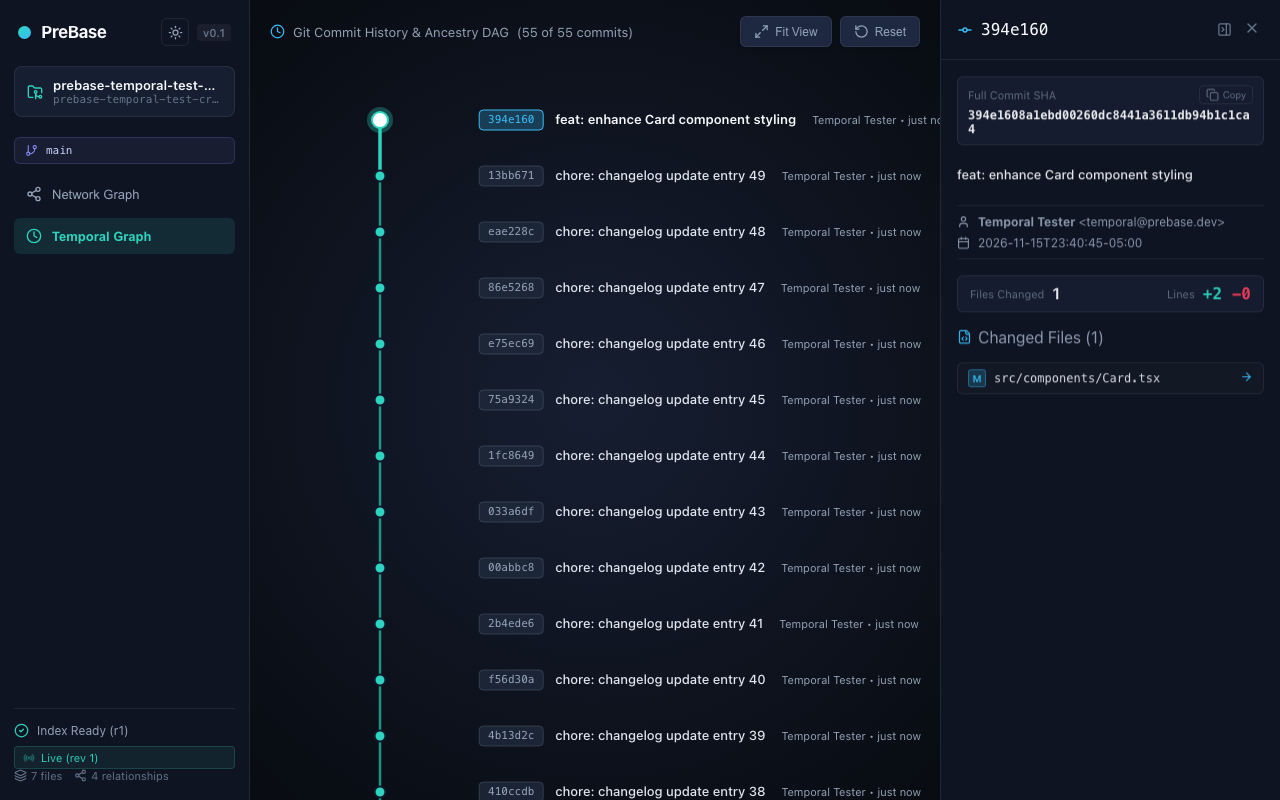 PreBase
v0.1
prebase-temporal-test-...
prebase-temporal-test-cr...
main
Network Graph
Temporal Graph
Index Ready (r1)
Live (rev 1)
7 files
4 relationships
Git Commit History & Ancestry DAG (55 of 55 commits)
Fit View
Reset
394e160 feat: enhance Card component styling Temporal Tester • just no
13bb671 chore: changelog update entry 49 Temporal Tester • just now
eae228c chore: changelog update entry 48 Temporal Tester • just now
86e5268 chore: changelog update entry 47 Temporal Tester • just now
e75ec69 chore: changelog update entry 46 Temporal Tester • just now
75a9324 chore: changelog update entry 45 Temporal Tester • just now
1fc8649 chore: changelog update entry 44 Temporal Tester • just now
033a6df chore: changelog update entry 43 Temporal Tester • just now
00abbc8 chore: changelog update entry 42 Temporal Tester • just now
2b4ede6 chore: changelog update entry 41 Temporal Tester • just now
f56d30a chore: changelog update entry 40 Temporal Tester • just now
4b13d2c chore: changelog update entry 39 Temporal Tester • just now
410ccdb chore: changelog update entry 38 Temporal Tester • just now
394e160
Full Commit SHA
Copy
394e1608a1ebd00260dc8441a3611db94b1c1ca
4
feat: enhance Card component styling
Temporal Tester <temporal@prebase.dev>
2026-11-15T23:40:45-05:00
Files Changed 1
Lines +2 −0
Changed Files (1)
M src/components/Card.tsx